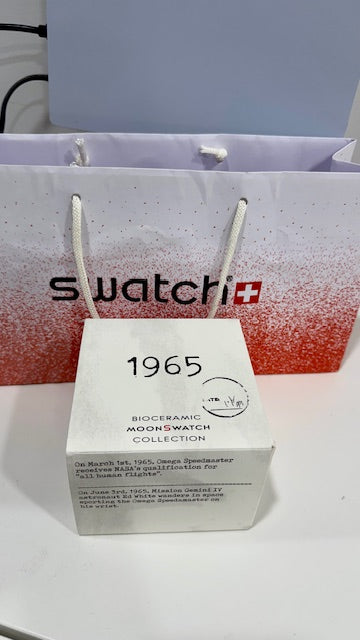 swatch
1965
BIOCERAMIC
MOONSWATCH
COLLECTION
On March 1st, 1965, Omega Speedmaster
receives NASA's qualification for
"all human flights".
On June 3rd, 1965, Mission Gemini IV
astronaut Ed White wanders in space
sporting the Omega Speedmaster on
his wrist.